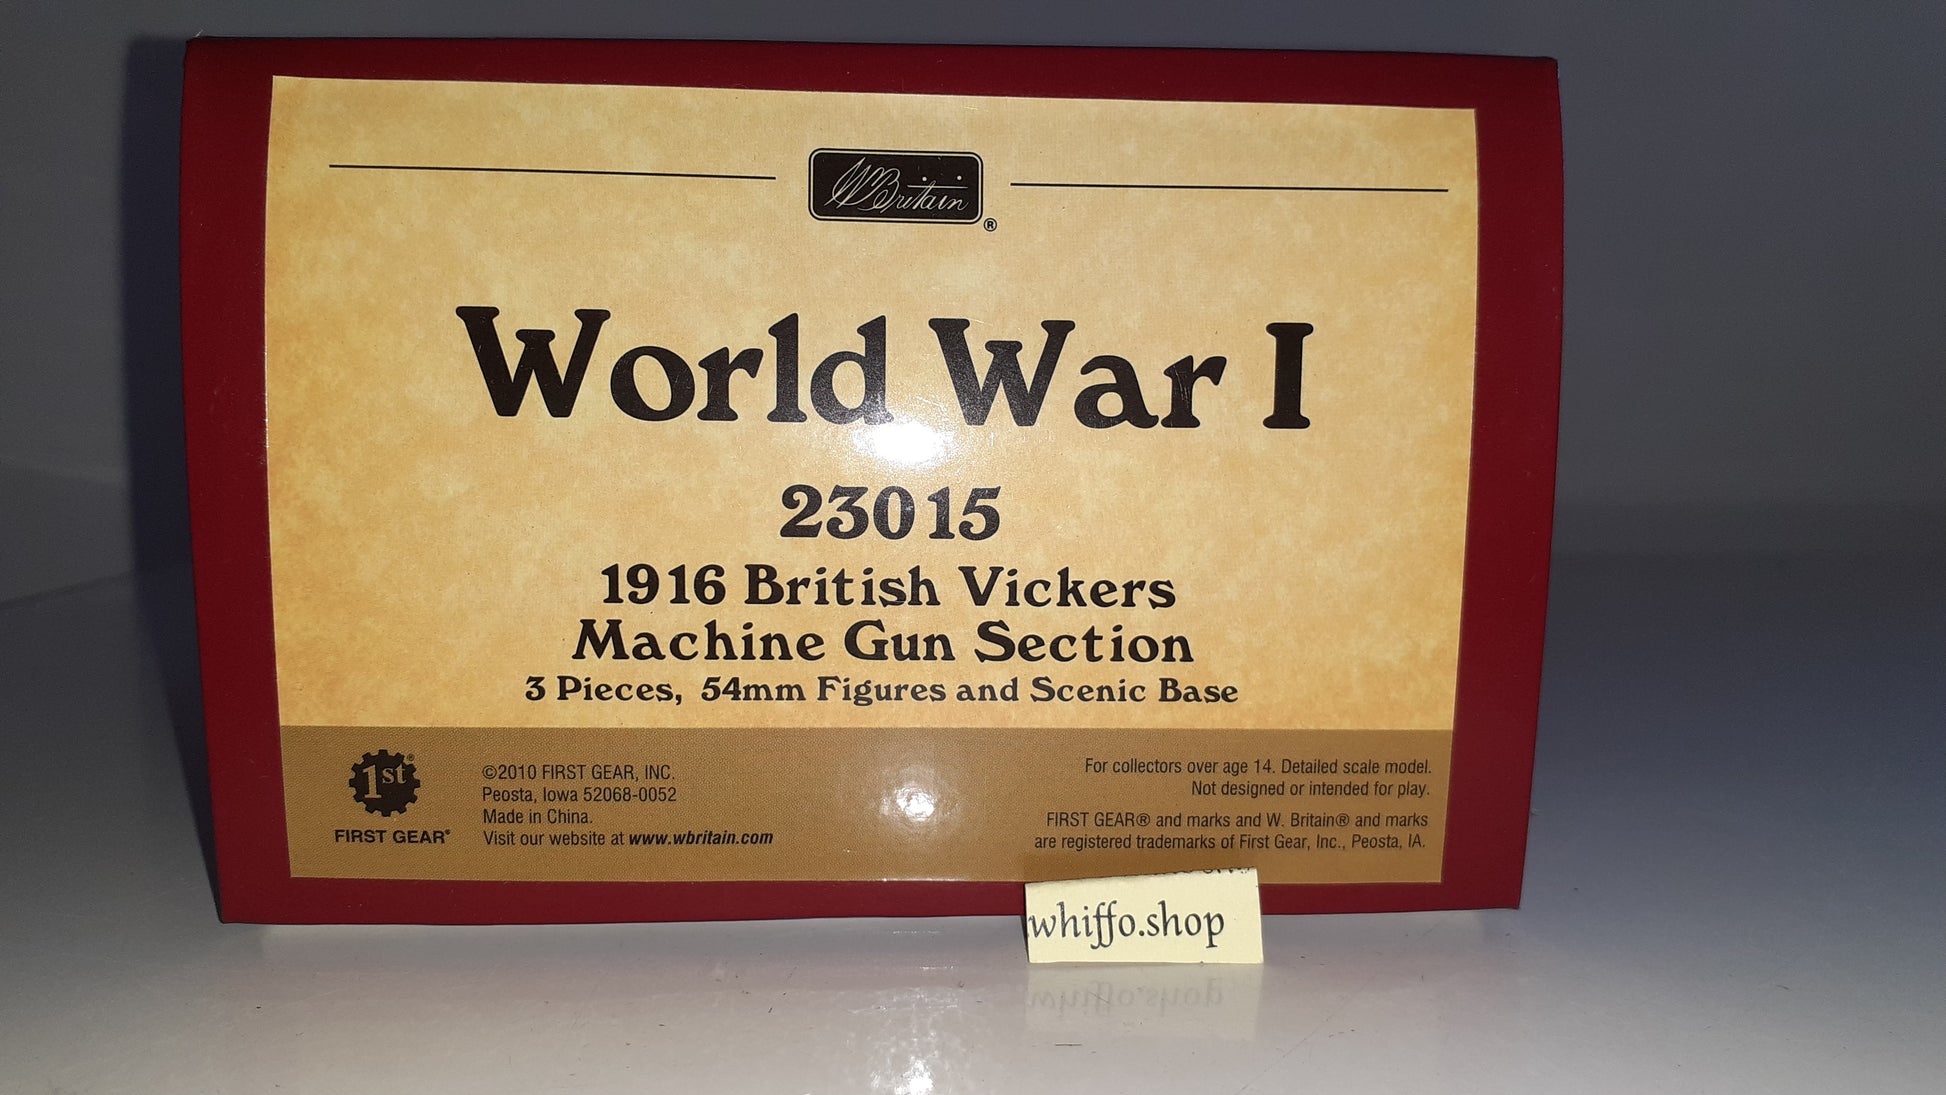 W Britain ®
World War I
23015
1916 British Vickers
Machine Gun Section
3 Pieces, 54mm Figures and Scenic Base
1st ®
FIRST GEAR®
©2010 FIRST GEAR, INC.
Peosta, Iowa 52068-0052
Made in China.
Visit our website at www.wbritain.com
For collectors over age 14. Detailed scale model.
Not designed or intended for play.
FIRST GEAR® and marks and W. Britain® and marks
are registered trademarks of First Gear, Inc., Peosta, IA.
whiffo.shop